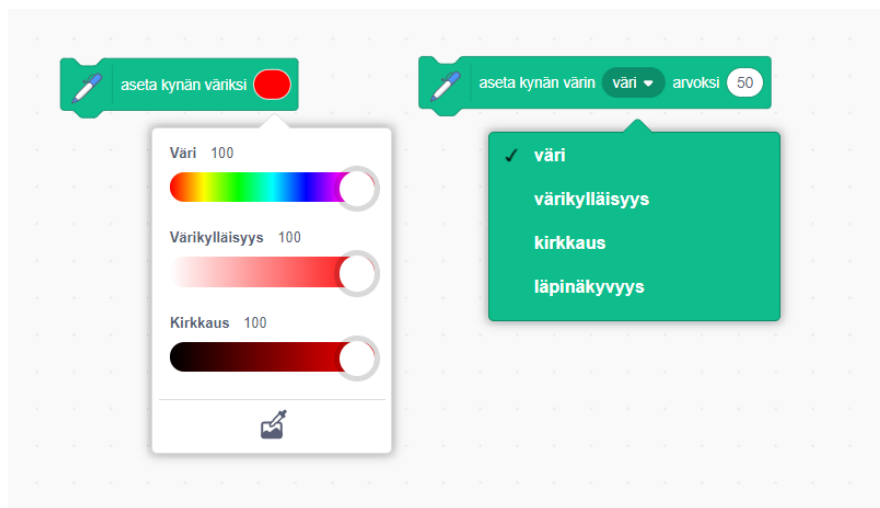 aseta kynän väriksi
aseta kynän värin väri arvoksi 50
Väri 100
Värikylläisyys 100
Kirkkaus 100
väri
värikylläisyys
kirkkaus
läpinäkyvyys